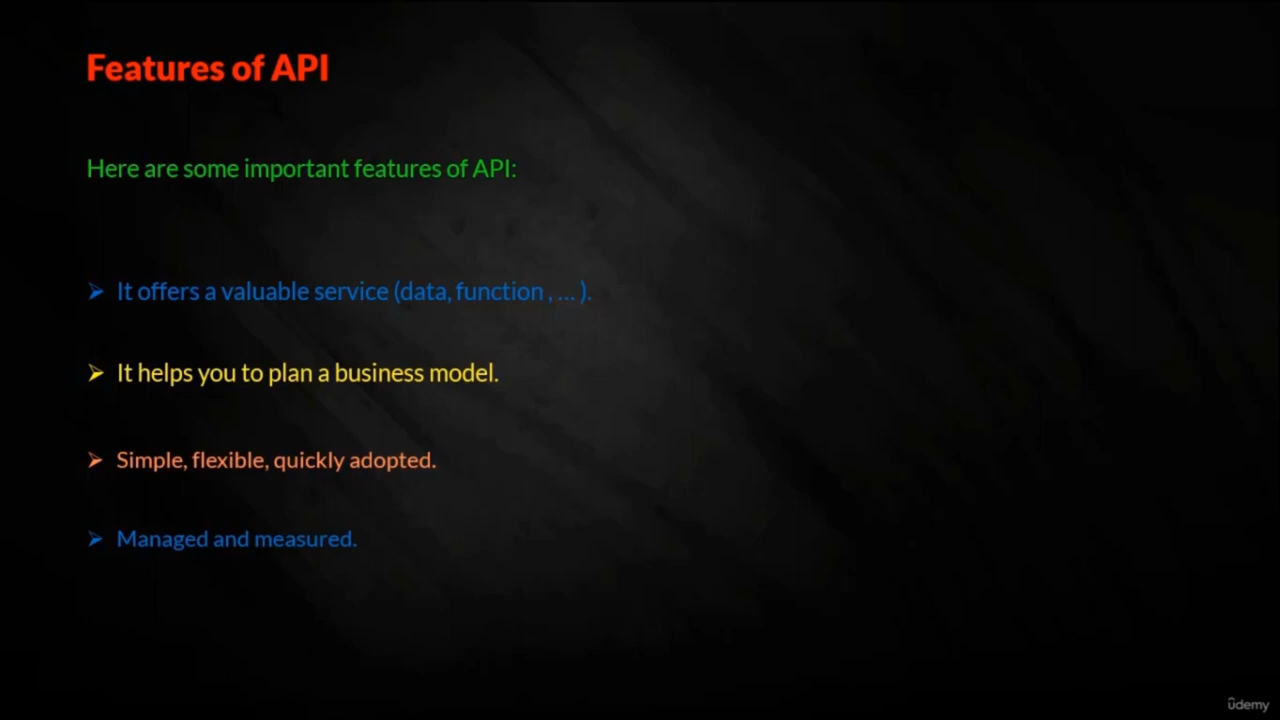 Features of API
Here are some important features of API:
➢ It offers a valuable service (data, function , ... ).
➢ It helps you to plan a business model.
➢ Simple, flexible, quickly adopted.
➢ Managed and measured.
ûdemy